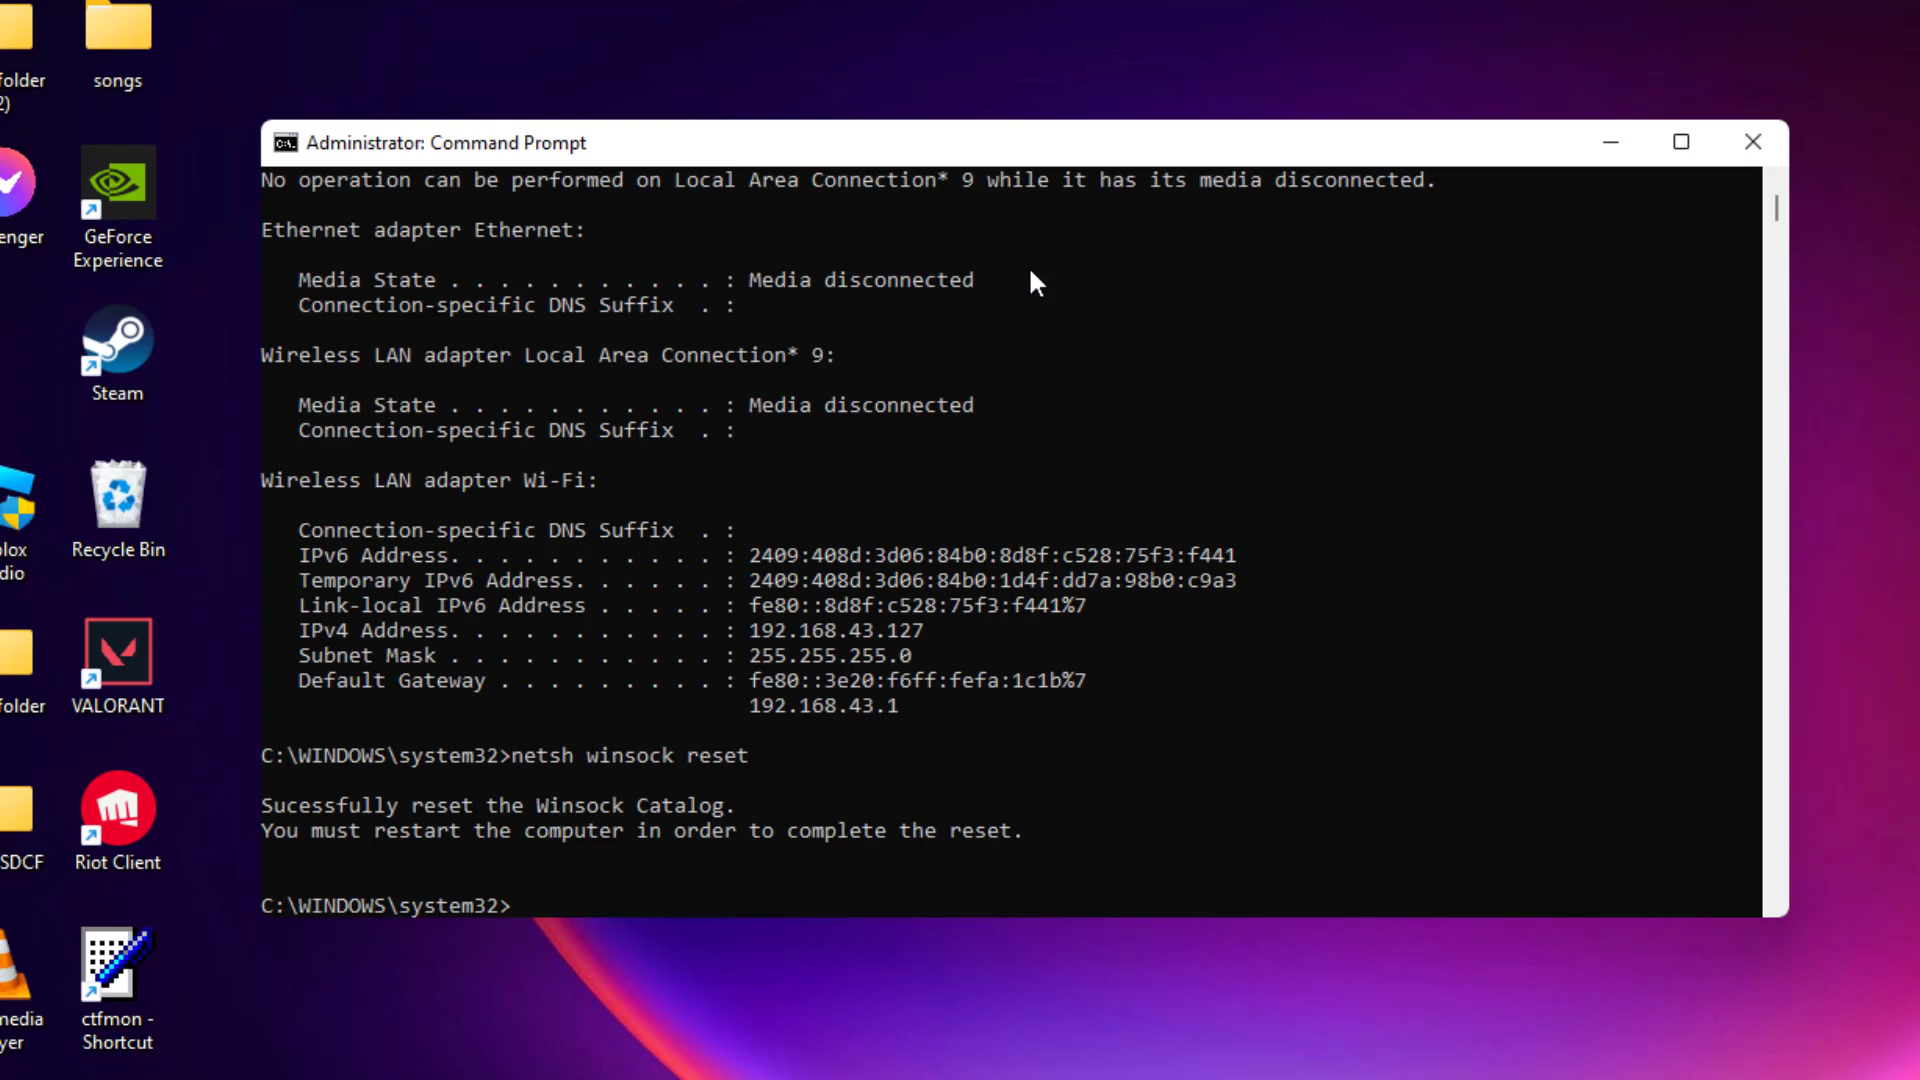 folder
2)
songs
enger
GeForce
Experience
Steam
lox
dio
Recycle Bin
folder
VALORANT
SDCF
Riot Client
media
yer
ctfmon -
Shortcut
Administrator: Command Prompt
No operation can be performed on Local Area Connection* 9 while it has its media disconnected.
Ethernet adapter Ethernet:
Media State . . . . . . . . . . . : Media disconnected
Connection-specific DNS Suffix  . :
Wireless LAN adapter Local Area Connection* 9:
Media State . . . . . . . . . . . : Media disconnected
Connection-specific DNS Suffix  . :
Wireless LAN adapter Wi-Fi:
Connection-specific DNS Suffix  . :
IPv6 Address. . . . . . . . . . . : 2409:408d:3d06:84b0:8d8f:c528:75f3:f441
Temporary IPv6 Address. . . . . . : 2409:408d:3d06:84b0:1d4f:dd7a:98b0:c9a3
Link-local IPv6 Address . . . . . : fe80::8d8f:c528:75f3:f441%7
IPv4 Address. . . . . . . . . . . : 192.168.43.127
Subnet Mask . . . . . . . . . . . : 255.255.255.0
Default Gateway . . . . . . . . . : fe80::3e20:f6ff:fefa:1c1b%7
192.168.43.1
C:\WINDOWS\system32>netsh winsock reset
Sucessfully reset the Winsock Catalog.
You must restart the computer in order to complete the reset.
C:\WINDOWS\system32>